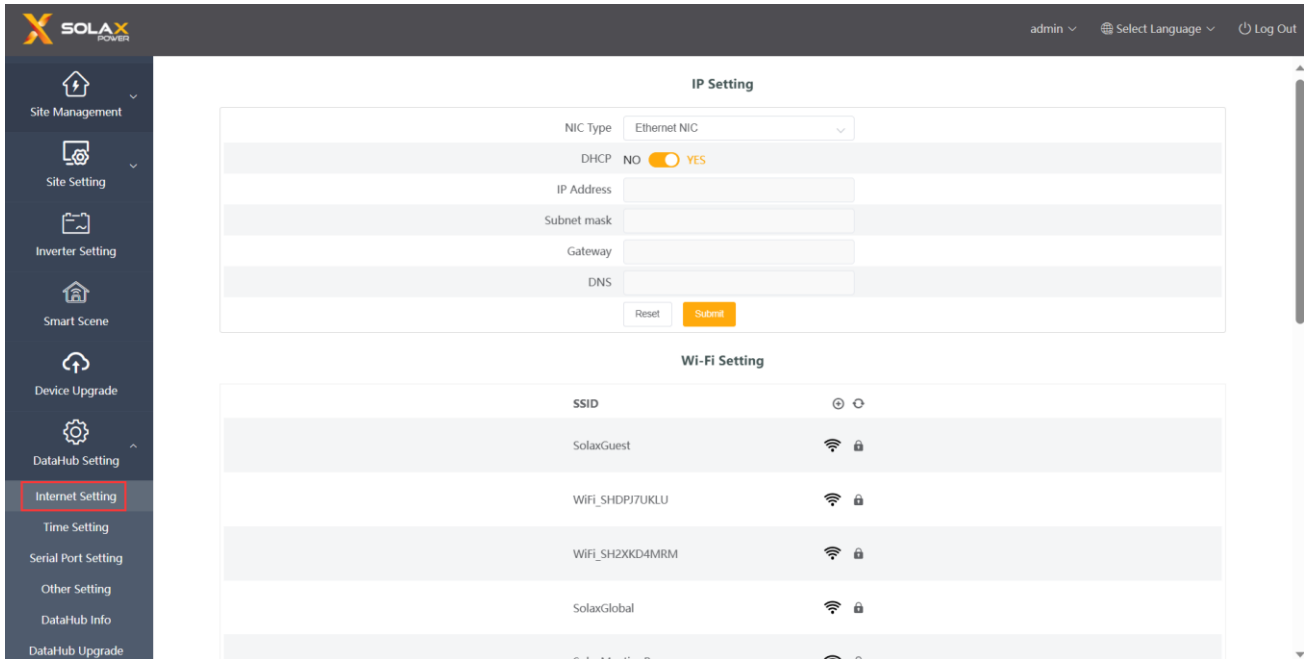 SOLAX POWER
admin Select Language Log Out
Site Management
Site Setting
Inverter Setting
Smart Scene
Device Upgrade
DataHub Setting
Internet Setting
Time Setting
Serial Port Setting
Other Setting
DataHub Info
DataHub Upgrade
IP Setting
NIC Type Ethernet NIC
DHCP NO YES
IP Address
Subnet mask
Gateway
DNS
Reset Submit
Wi-Fi Setting
SSID
SolaxGuest
WiFi_SHDPJ7UKLU
WiFi_SH2XKD4MRM
SolaxGlobal